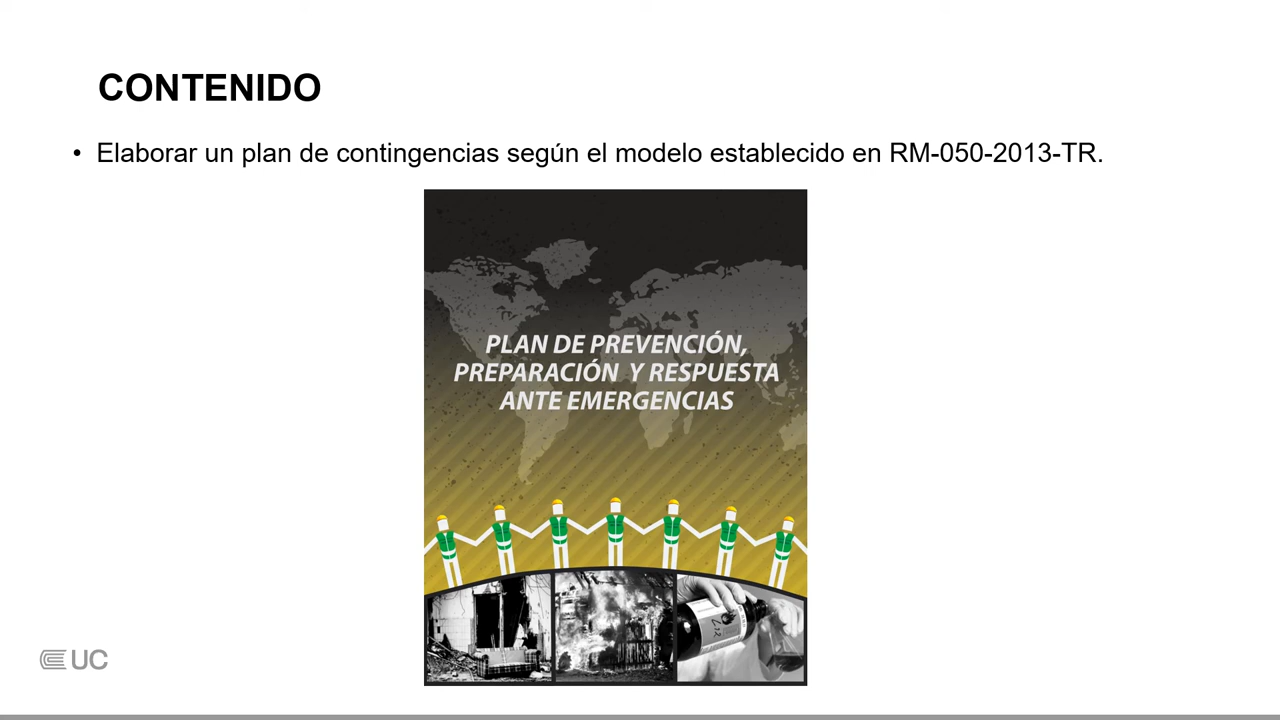 CONTENIDO
• Elaborar un plan de contingencias según el modelo establecido en RM-050-2013-TR.
PLAN DE PREVENCIÓN,
PREPARACIÓN Y RESPUESTA
ANTE EMERGENCIAS
UC